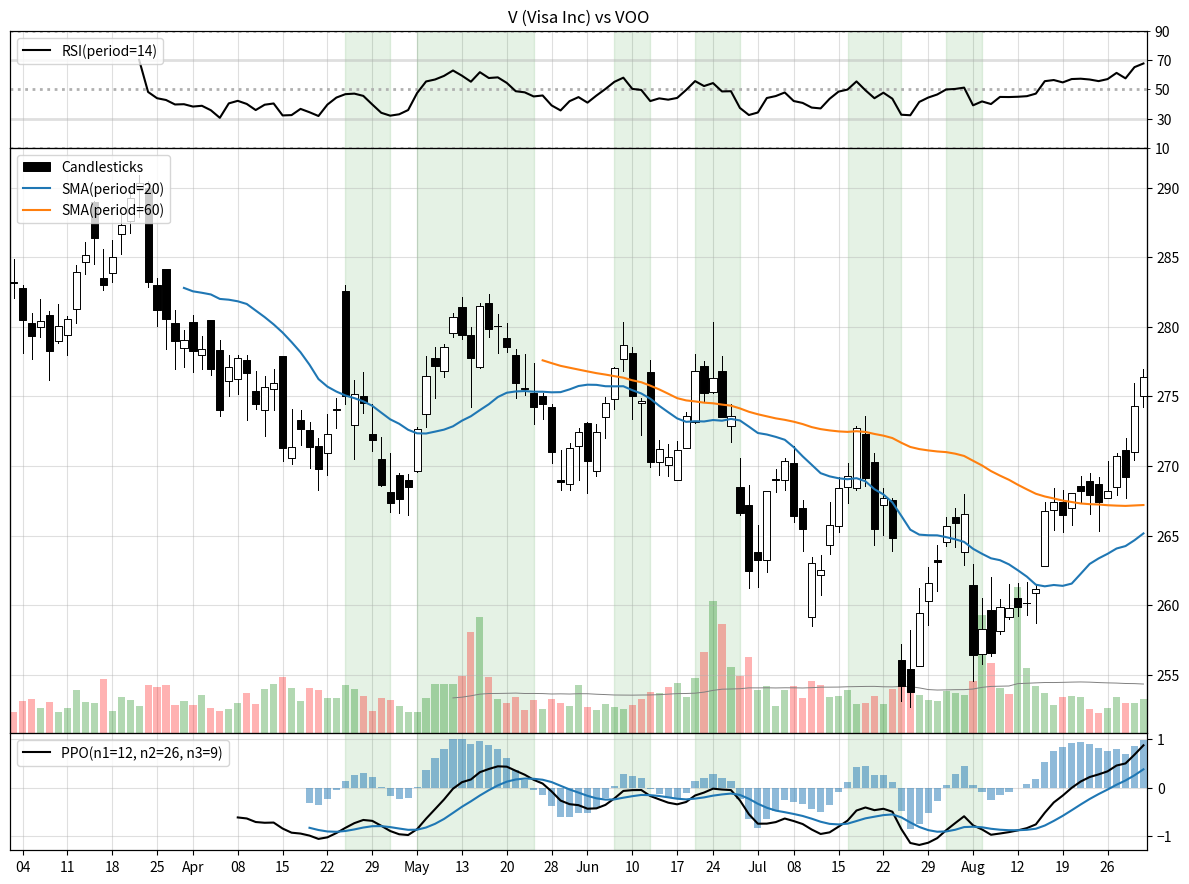 V (Visa Inc) vs VOO
RSI(period=14)
90
70
50
30
10
Candlesticks
SMA(period=20)
SMA(period=60)
290
285
280
275
270
265
260
255
PPO(n1=12, n2=26, n3=9)
1
0
−1
04 11 18 25 Apr 08 15 22 29 May 13 20 28 Jun 10 17 24 Jul 08 15 22 29 Aug 12 19 26